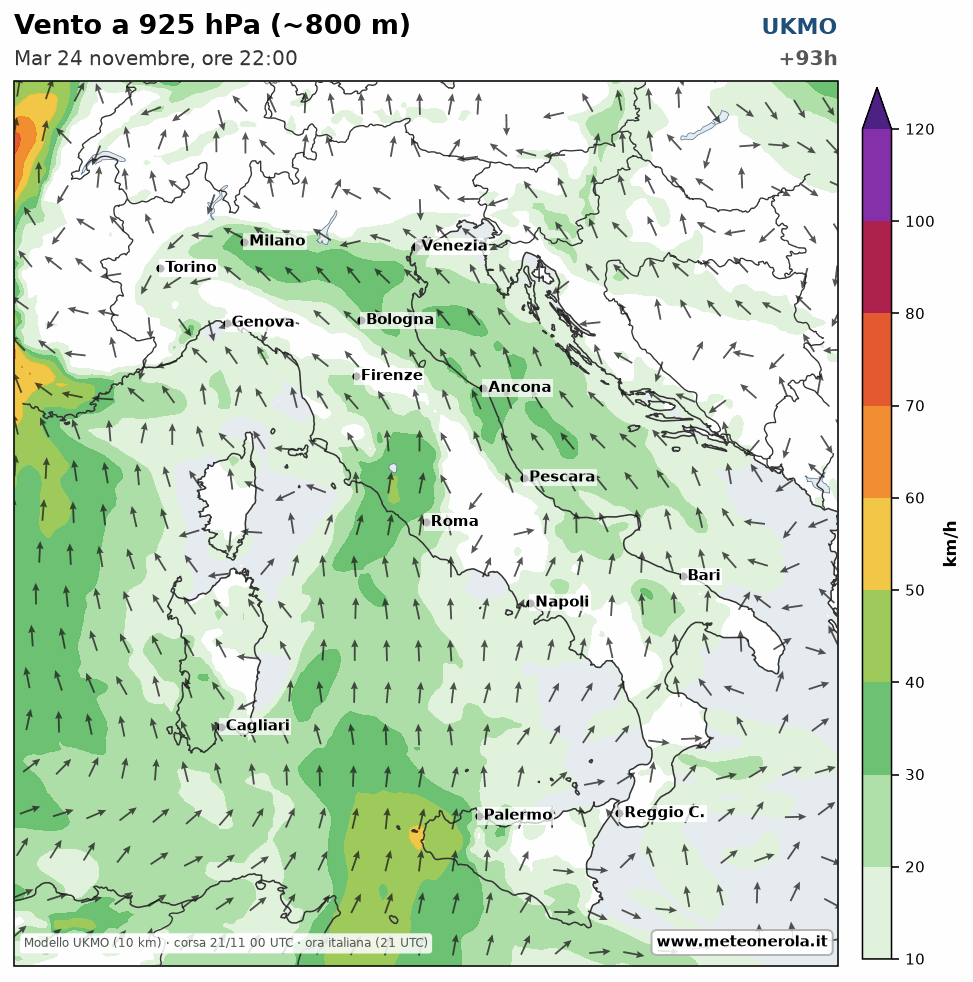 Vento a 925 hPa (~800 m)
UKMO
Mar 24 novembre, ore 22:00
+93h
Milano
Venezia
Torino
Bologna
Genova
Firenze
Ancona
Pescara
Roma
Bari
Napoli
Cagliari
Palermo
Reggio C.
120
100
80
70
60
50
40
30
20
10
km/h
Modello UKMO (10 km) · corsa 21/11 00 UTC · ora italiana (21 UTC)
www.meteonerola.it